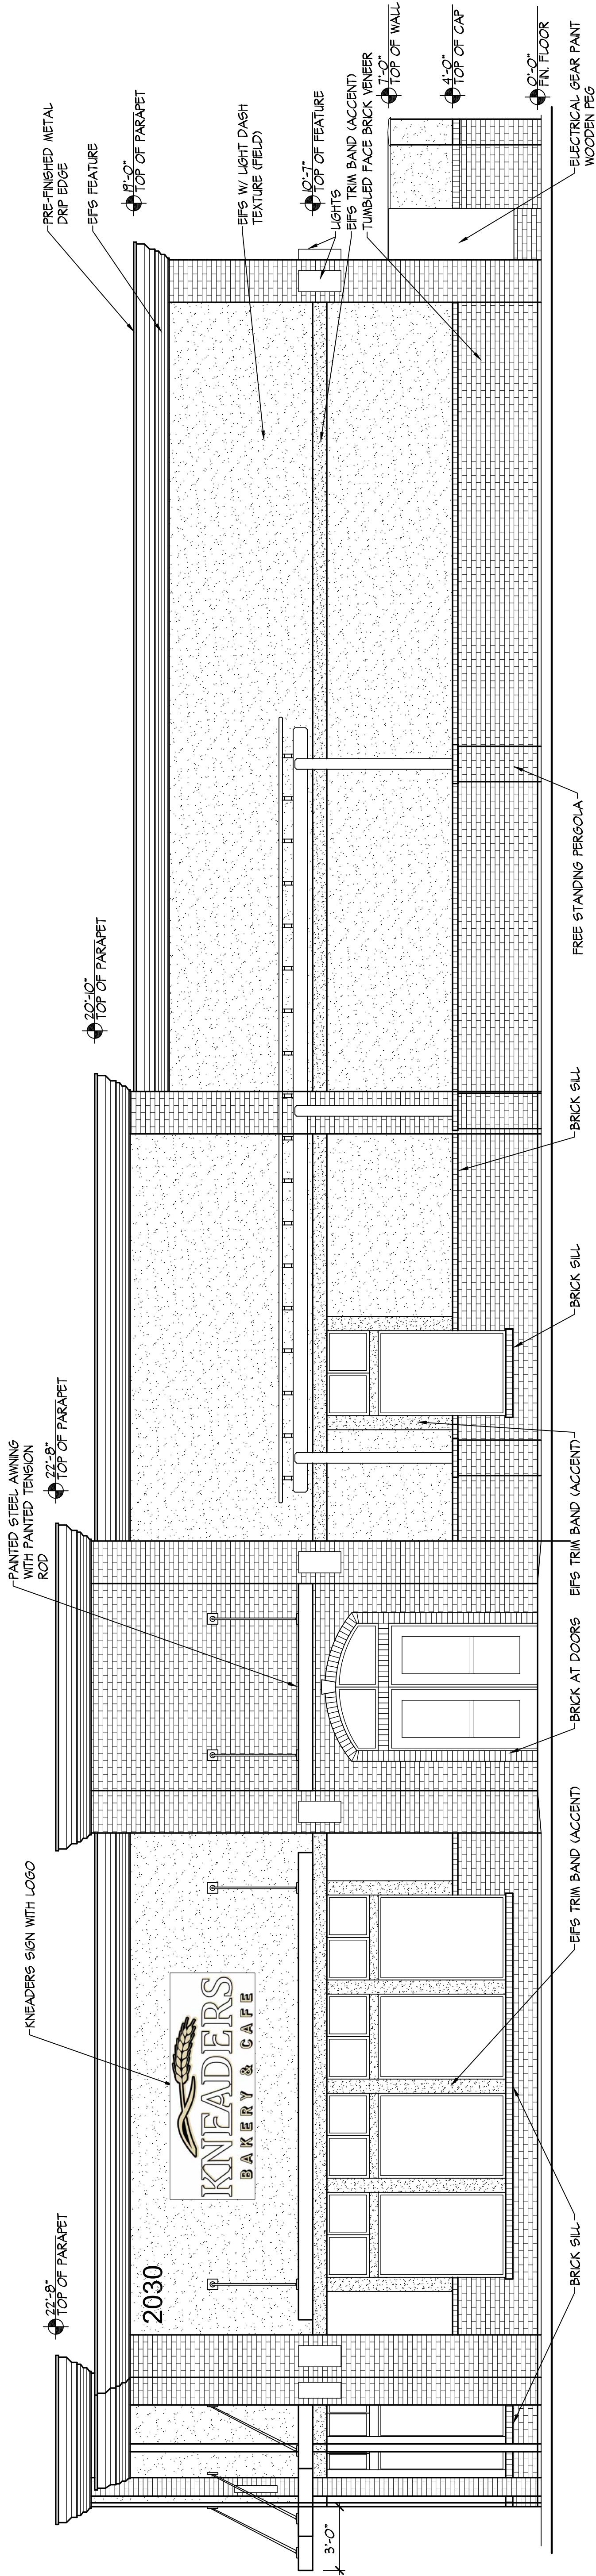 KNEADERS SIGN WITH LOGO
PAINTED STEEL AWNING
WITH PAINTED TENSION
ROD
PRE-FINISHED METAL
DRIP EDGE
EIFS FEATURE
22'-8"
TOP OF PARAPET
22'-8"
TOP OF PARAPET
20'-10"
TOP OF PARAPET
19'-0"
TOP OF PARAPET
2030
KNEADERS
BAKERY & CAFE
EIFS W/ LIGHT DASH
TEXTURE (FIELD)
10'-7"
TOP OF FEATURE
LIGHTS
EIFS TRIM BAND (ACCENT)
TUMBLED FACE BRICK VENEER
7'-0"
TOP OF WALL
4'-0"
TOP OF CAP
0'-0"
FIN. FLOOR
3'-0"
BRICK SILL
EIFS TRIM BAND (ACCENT)
BRICK AT DOORS
EIFS TRIM BAND (ACCENT)
BRICK SILL
BRICK SILL
FREE STANDING PERGOLA
ELECTRICAL GEAR PAINT
WOODEN PEG